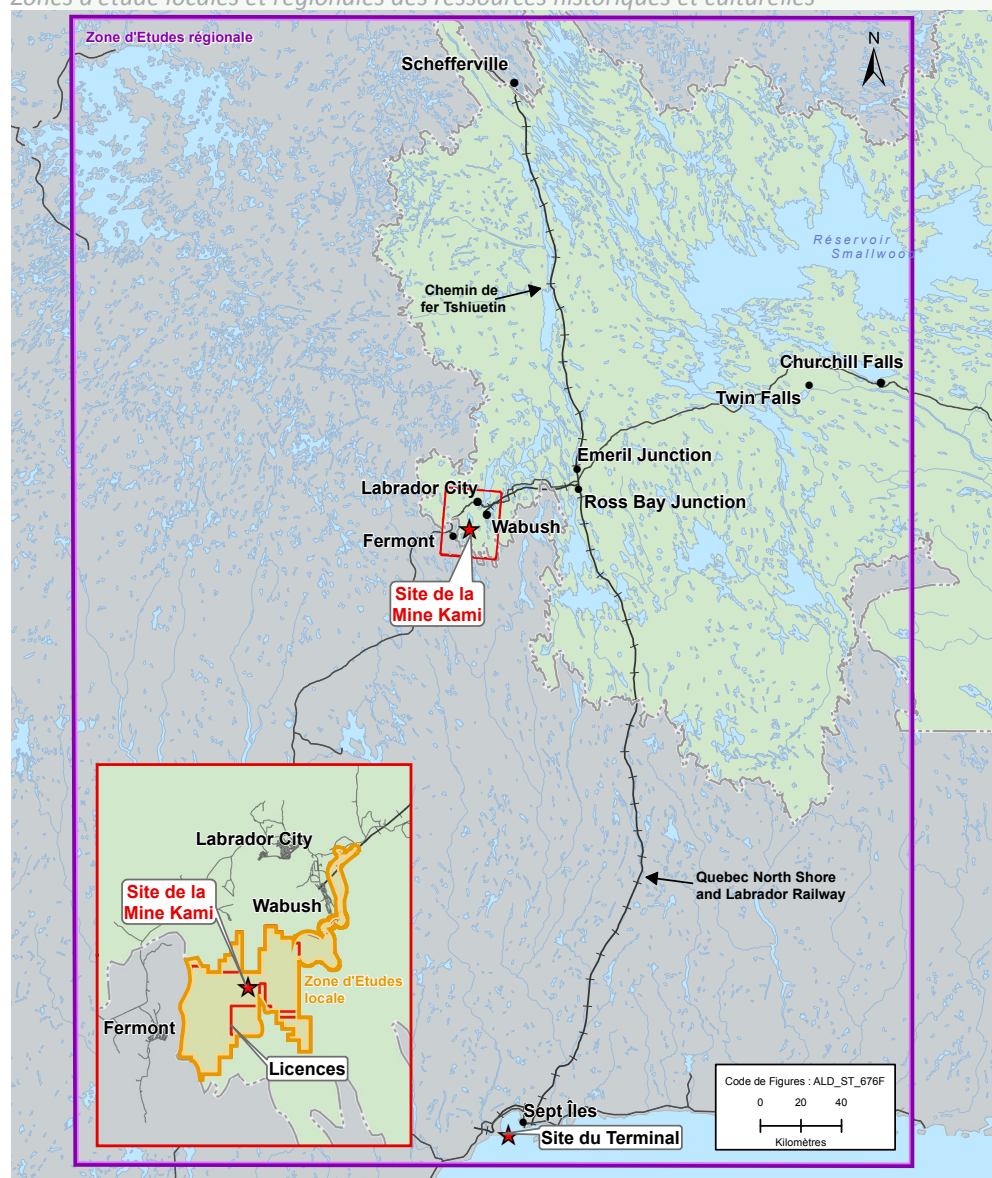 Zones d'étude locales et régionales des ressources historiques et culturelles
Zone d'Etudes régionale
N
Schefferville
Réservoir
Smallwood
Chemin de
fer Tshiuetin
Churchill Falls
Twin Falls
Emeril Junction
Labrador City
Ross Bay Junction
Wabush
Fermont
Site de la
Mine Kami
Labrador City
Site de la
Mine Kami
Wabush
Zone d'Etudes
locale
Fermont
Licences
Quebec North Shore
and Labrador Railway
Code de Figures : ALD_ST_676F
0 20 40
Kilomètres
Sept Îles
Site du Terminal